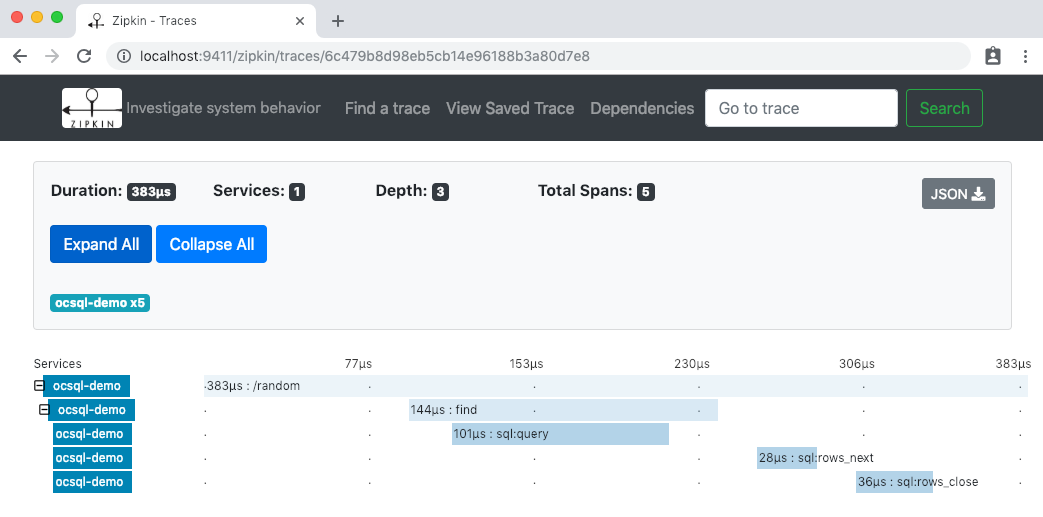 Zipkin - Traces
localhost:9411/zipkin/traces/6c479b8d98eb5cb14e96188b3a80d7e8
ZIPKIN Investigate system behavior Find a trace View Saved Trace Dependencies Go to trace Search
Duration: 383µs Services: 1 Depth: 3 Total Spans: 5 JSON
Expand All Collapse All
ocsql-demo x5
Services 77µs 153µs 230µs 306µs 383µs
ocsql-demo 383µs : /random
ocsql-demo 144µs : find
ocsql-demo 101µs : sql:query
ocsql-demo 28µs : sql:rows_next
ocsql-demo 36µs : sql:rows_close